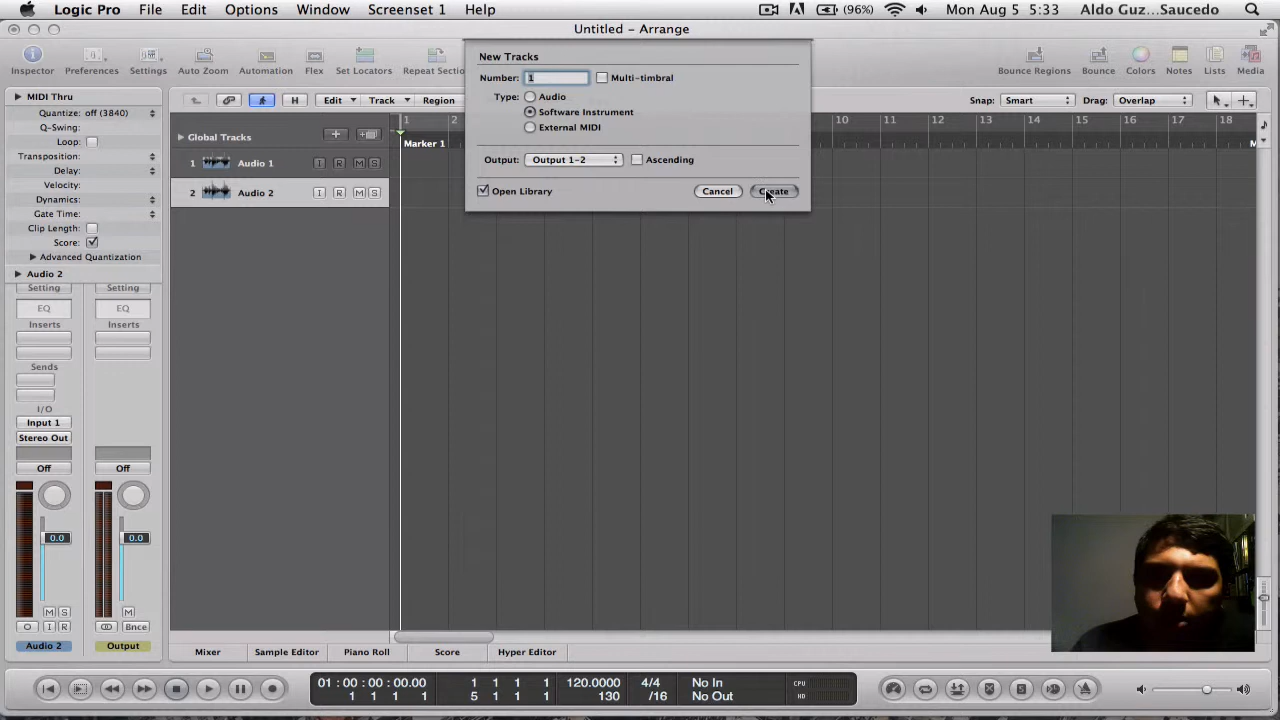 Logic Pro File Edit Options Window Screenset 1 Help (96%) Mon Aug 5 5:33 Aldo Guz...Saucedo
Untitled – Arrange
Inspector Preferences Settings Auto Zoom Automation Flex Set Locators Repeat Sectio Bounce Regions Bounce Colors Notes Lists Media
New Tracks
Number: 1 Multi-timbral
Type: Audio
Software Instrument
External MIDI
Output: Output 1-2 Ascending
Open Library Cancel Create
MIDI Thru H Edit Track Region Snap: Smart Drag: Overlap
Quantize: off (3840)
Q-Swing:
Loop:
Transposition:
Delay:
Velocity:
Dynamics:
Gate Time:
Clip Length:
Score:
Advanced Quantization
Audio 2
1 2 10 11 12 13 14 15 16 17 18
Global Tracks Marker 1 M
1 Audio 1 I R M S
2 Audio 2 I R M S
Setting Setting
EQ EQ
Inserts Inserts
Sends
I/O
Input 1
Stereo Out
Off Off
0.0 0.0
M S M
I R Bnce
Audio 2 Output
Mixer Sample Editor Piano Roll Score Hyper Editor
01:00:00:00.00 1 1 1 1 120.0000 4/4 No In CPU
1 1 1 1 5 1 1 1 130 /16 No Out HD